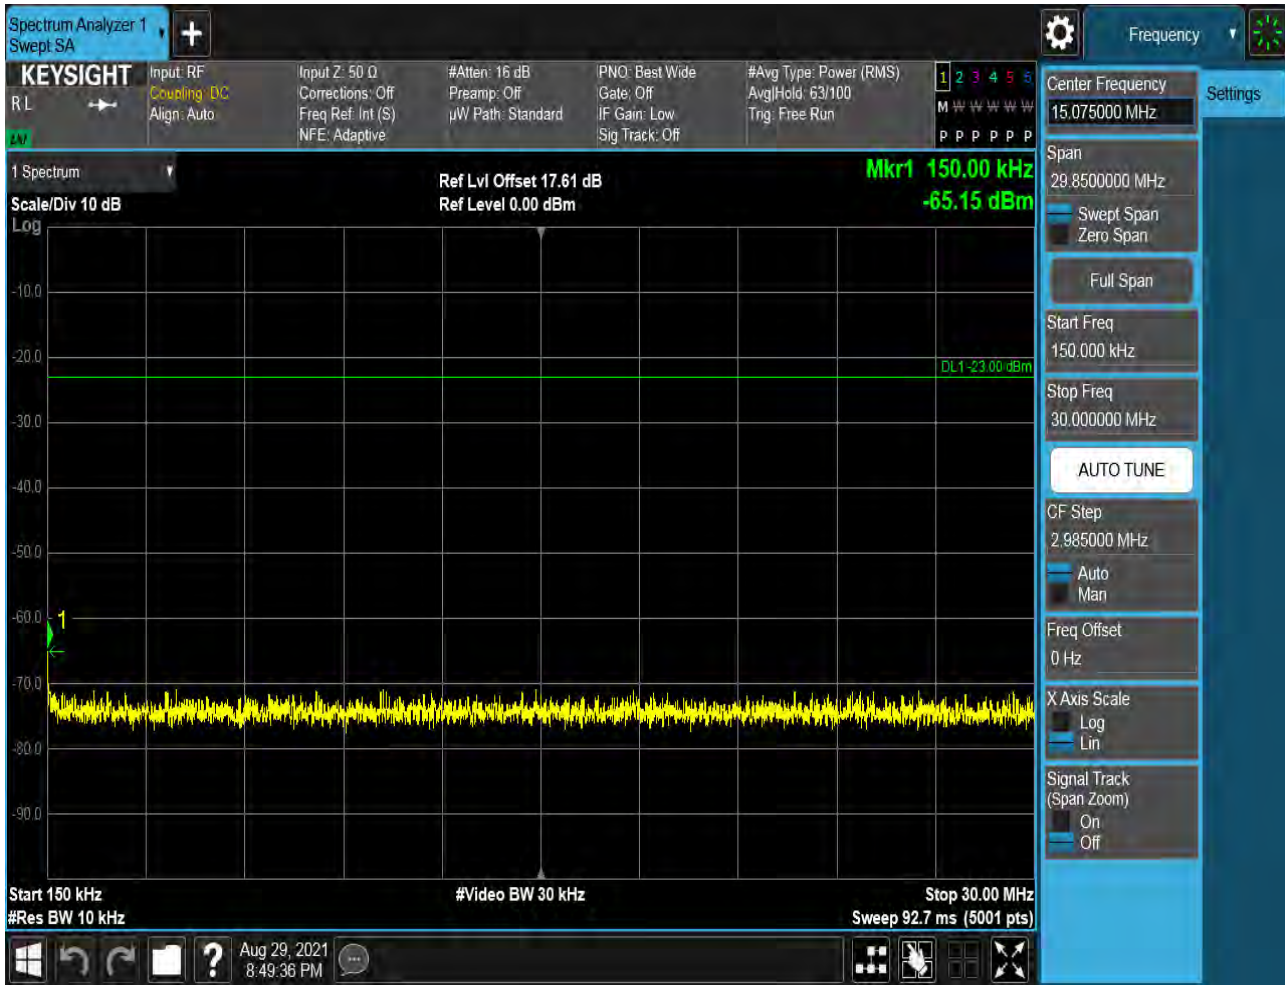 Spectrum Analyzer 1
Swept SA
Frequency
KEYSIGHT
R L
LNI
Input: RF
Coupling: DC
Align: Auto
Input Z: 50 Ω
Corrections: Off
Freq Ref: Int (S)
NFE: Adaptive
#Atten: 16 dB
Preamp: Off
µW Path: Standard
PNO: Best Wide
Gate: Off
IF Gain: Low
Sig Track: Off
#Avg Type: Power (RMS)
Avg|Hold: 63/100
Trig: Free Run
1 2 3 4 5 6
M W W W W W
P P P P P P
1 Spectrum
Scale/Div 10 dB
Log
Ref Lvl Offset 17.61 dB
Ref Level 0.00 dBm
Mkr1 150.00 kHz
-65.15 dBm
-10.0
-20.0
DL1 -23.00 dBm
-30.0
-40.0
-50.0
-60.0
1
-70.0
-80.0
-90.0
Start 150 kHz
#Res BW 10 kHz
#Video BW 30 kHz
Stop 30.00 MHz
Sweep 92.7 ms (5001 pts)
Aug 29, 2021
8:49:36 PM
Center Frequency
15.075000 MHz
Settings
Span
29.8500000 MHz
Swept Span
Zero Span
Full Span
Start Freq
150.000 kHz
Stop Freq
30.000000 MHz
AUTO TUNE
CF Step
2.985000 MHz
Auto
Man
Freq Offset
0 Hz
X Axis Scale
Log
Lin
Signal Track
(Span Zoom)
On
Off